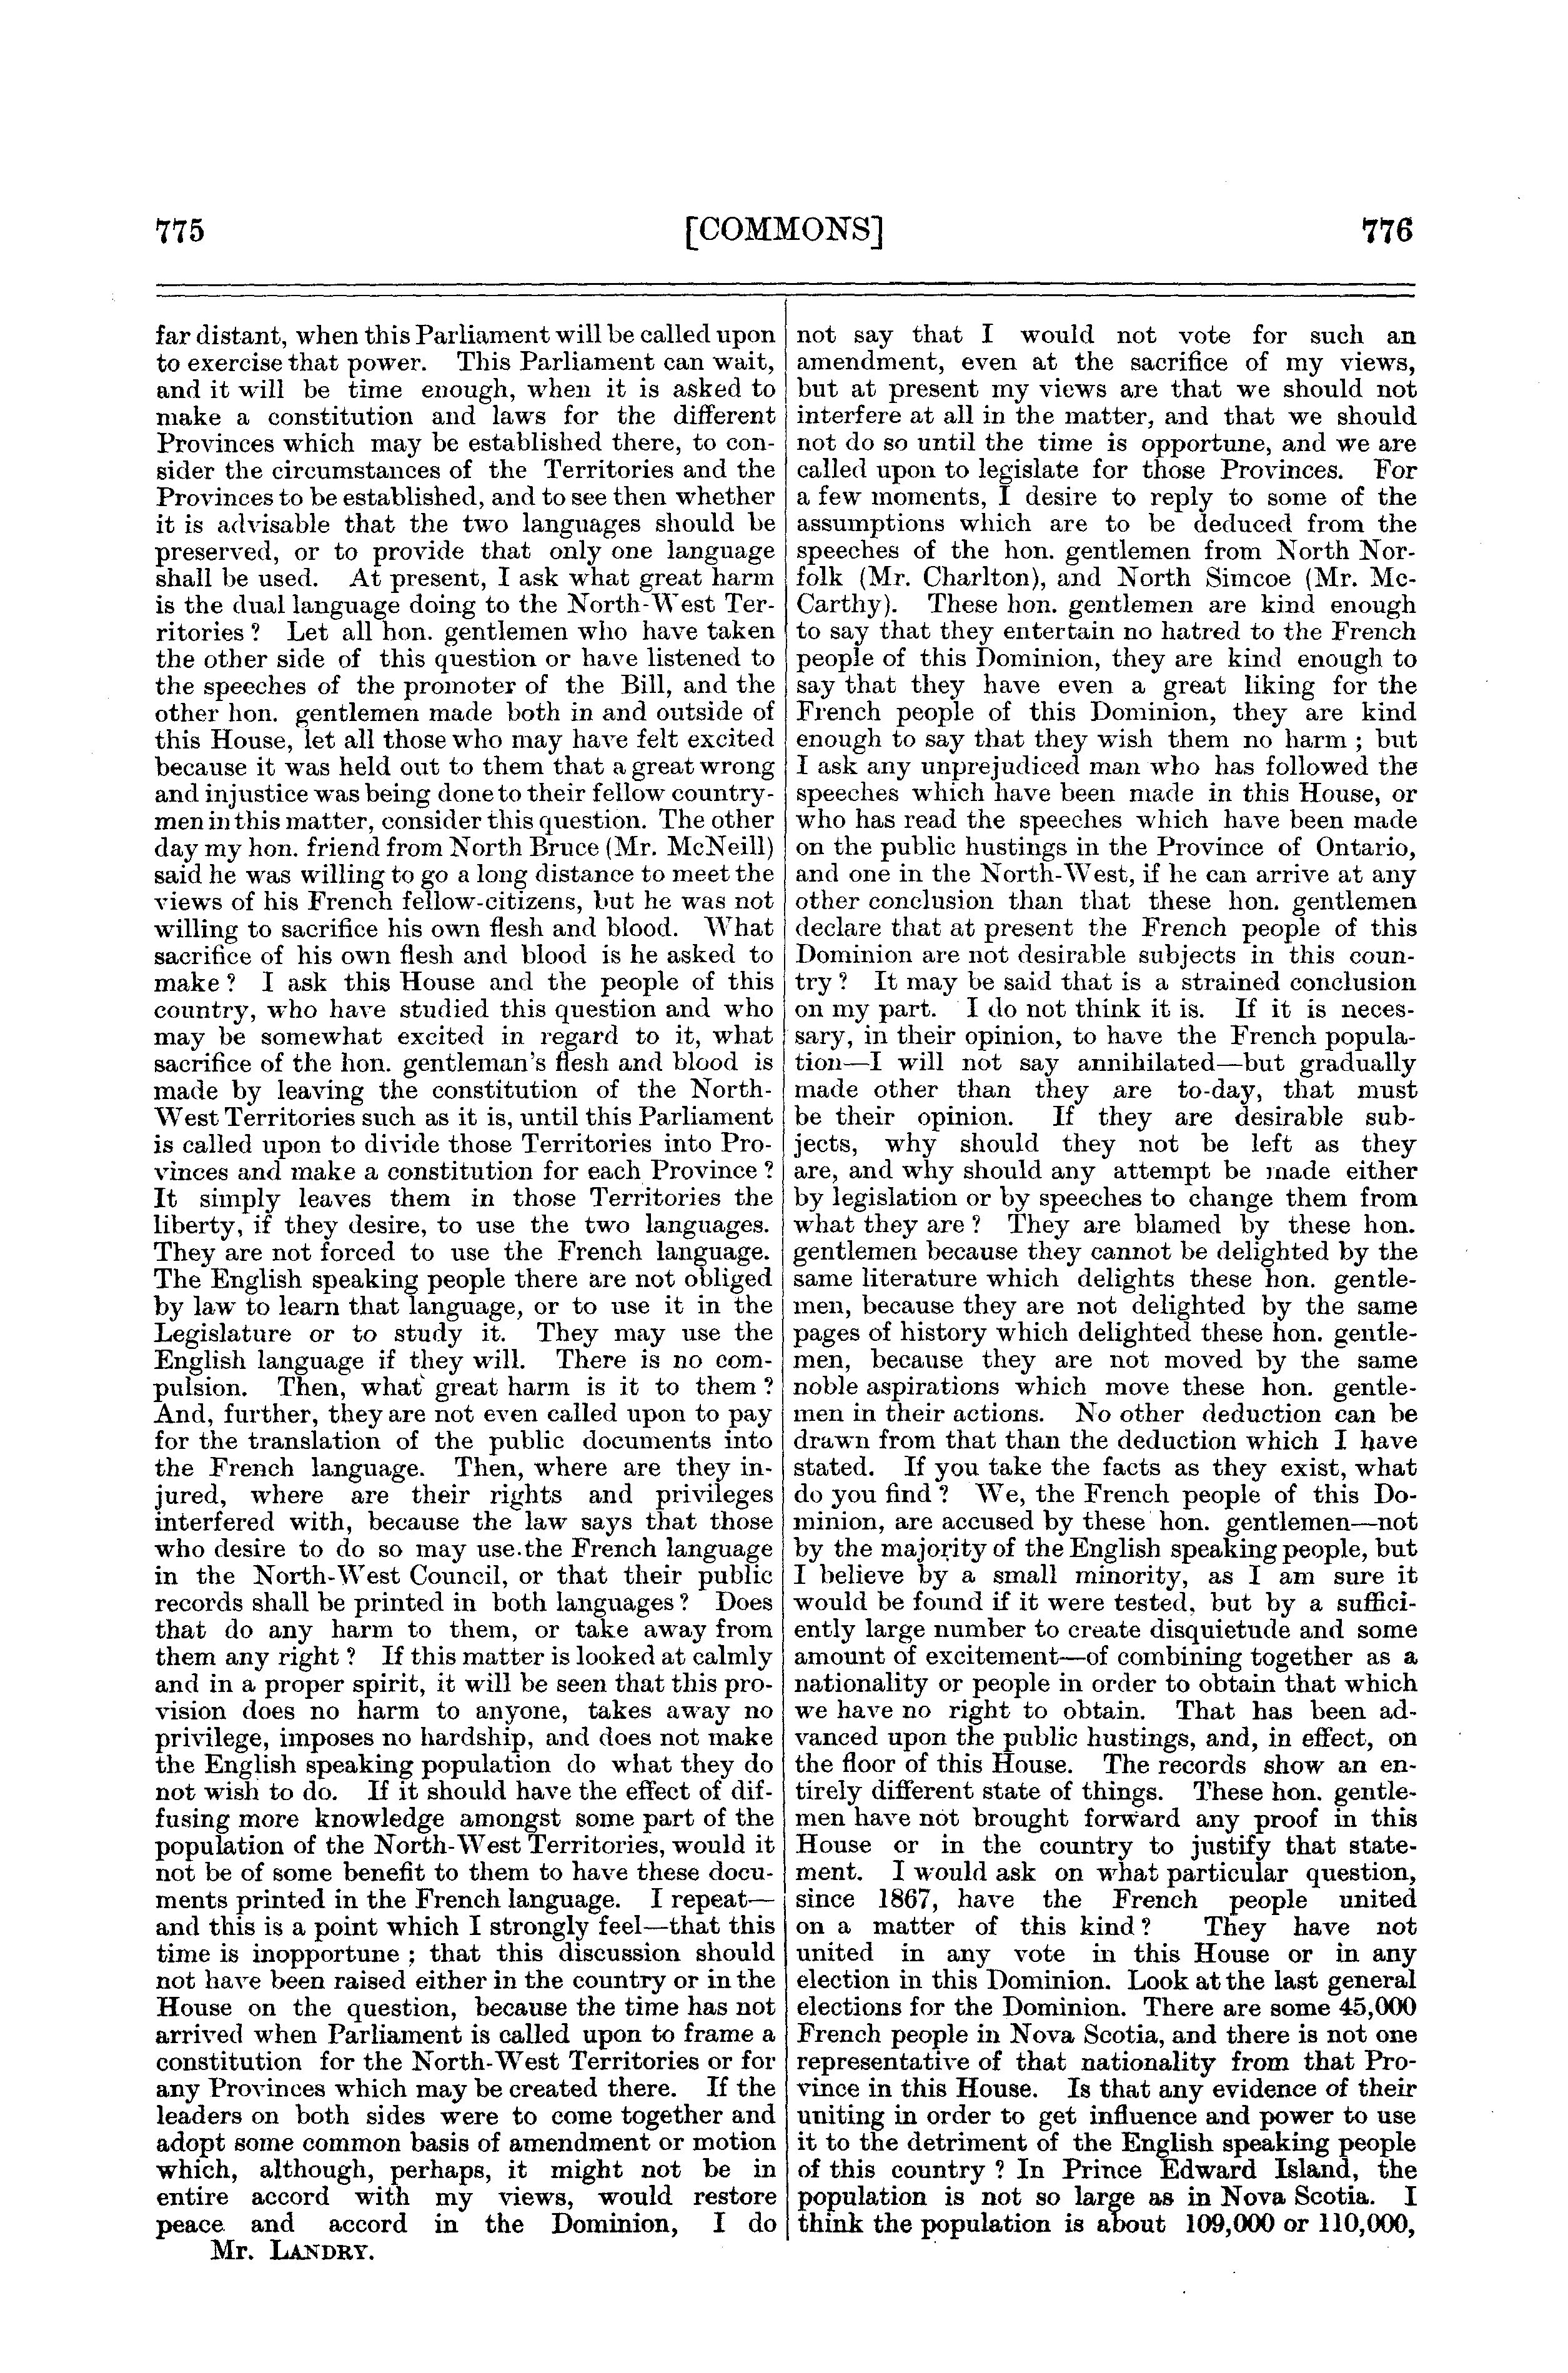 775
[COMMONS]
776
far distant, when this Parliament will be called upon
to exercise that power. This Parliament can wait,
and it will be time enough, when it is asked to
make a constitution and laws for the different
Provinces which may be established there, to con-
sider the circumstances of the Territories and the
Provinces to be established, and to see then whether
it is advisable that the two languages should be
preserved, or to provide that only one language
shall be used. At present, I ask what great harm
is the dual language doing to the North-West Ter-
ritories ? Let all hon. gentlemen who have taken
the other side of this question or have listened to
the speeches of the promoter of the Bill, and the
other hon. gentlemen made both in and outside of
this House, let all those who may have felt excited
because it was held out to them that a great wrong
and injustice was being done to their fellow country-
men in this matter, consider this question. The other
day my hon. friend from North Bruce (Mr. McNeill)
said he was willing to go a long distance to meet the
views of his French fellow-citizens, but he was not
willing to sacrifice his own flesh and blood. What
sacrifice of his own flesh and blood is he asked to
make ? I ask this House and the people of this
country, who have studied this question and who
may be somewhat excited in regard to it, what
sacrifice of the hon. gentleman's flesh and blood is
made by leaving the constitution of the North-
West Territories such as it is, until this Parliament
is called upon to divide those Territories into Pro-
vinces and make a constitution for each Province ?
It simply leaves them in those Territories the
liberty, if they desire, to use the two languages.
They are not forced to use the French language.
The English speaking people there are not obliged
by law to learn that language, or to use it in the
Legislature or to study it. They may use the
English language if they will. There is no com-
pulsion. Then, what great harm is it to them ?
And, further, they are not even called upon to pay
for the translation of the public documents into
the French language. Then, where are they in-
jured, where are their rights and privileges
interfered with, because the law says that those
who desire to do so may use the French language
in the North-West Council, or that their public
records shall be printed in both languages ? Does
that do any harm to them, or take away from
them any right ? If this matter is looked at calmly
and in a proper spirit, it will be seen that this pro-
vision does no harm to anyone, takes away no
privilege, imposes no hardship, and does not make
the English speaking population do what they do
not wish to do. If it should have the effect of dif-
fusing more knowledge amongst some part of the
population of the North-West Territories, would it
not be of some benefit to them to have these docu-
ments printed in the French language. I repeat—
and this is a point which I strongly feel—that this
time is inopportune ; that this discussion should
not have been raised either in the country or in the
House on the question, because the time has not
arrived when Parliament is called upon to frame a
constitution for the North-West Territories or for
any Provinces which may be created there. If the
leaders on both sides were to come together and
adopt some common basis of amendment or motion
which, although, perhaps, it might not be in
entire accord with my views, would restore
peace and accord in the Dominion, I do
Mr. LANDRY.
not say that I would not vote for such an
amendment, even at the sacrifice of my views,
but at present my views are that we should not
interfere at all in the matter, and that we should
not do so until the time is opportune, and we are
called upon to legislate for those Provinces. For
a few moments, I desire to reply to some of the
assumptions which are to be deduced from the
speeches of the hon. gentlemen from North Nor-
folk (Mr. Charlton), and North Simcoe (Mr. Mc-
Carthy). These hon. gentlemen are kind enough
to say that they entertain no hatred to the French
people of this Dominion, they are kind enough to
say that they have even a great liking for the
French people of this Dominion, they are kind
enough to say that they wish them no harm ; but
I ask any unprejudiced man who has followed the
speeches which have been made in this House, or
who has read the speeches which have been made
on the public hustings in the Province of Ontario,
and one in the North-West, if he can arrive at any
other conclusion than that these hon. gentlemen
declare that at present the French people of this
Dominion are not desirable subjects in this coun-
try ? It may be said that is a strained conclusion
on my part. I do not think it is. If it is neces-
sary, in their opinion, to have the French popula-
tion—I will not say annihilated—but gradually
made other than they are to-day, that must
be their opinion. If they are desirable sub-
jects, why should they not be left as they
are, and why should any attempt be made either
by legislation or by speeches to change them from
what they are ? They are blamed by these hon.
gentlemen because they cannot be delighted by the
same literature which delights these hon. gentle-
men, because they are not delighted by the same
pages of history which delighted these hon. gentle-
men, because they are not moved by the same
noble aspirations which move these hon. gentle-
men in their actions. No other deduction can be
drawn from that than the deduction which I have
stated. If you take the facts as they exist, what
do you find ? We, the French people of this Do-
minion, are accused by these hon. gentlemen—not
by the majority of the English speaking people, but
I believe by a small minority, as I am sure it
would be found if it were tested, but by a suffici-
ently large number to create disquietude and some
amount of excitement—of combining together as a
nationality or people in order to obtain that which
we have no right to obtain. That has been ad-
vanced upon the public hustings, and, in effect, on
the floor of this House. The records show an en-
tirely different state of things. These hon. gentle-
men have not brought forward any proof in this
House or in the country to justify that state-
ment. I would ask on what particular question,
since 1867, have the French people united
on a matter of this kind ? They have not
united in any vote in this House or in any
election in this Dominion. Look at the last general
elections for the Dominion. There are some 45,000
French people in Nova Scotia, and there is not one
representative of that nationality from that Pro-
vince in this House. Is that any evidence of their
uniting in order to get influence and power to use
it to the detriment of the English speaking people
of this country ? In Prince Edward Island, the
population is not so large as in Nova Scotia. I
think the population is about 109,000 or 110,000,